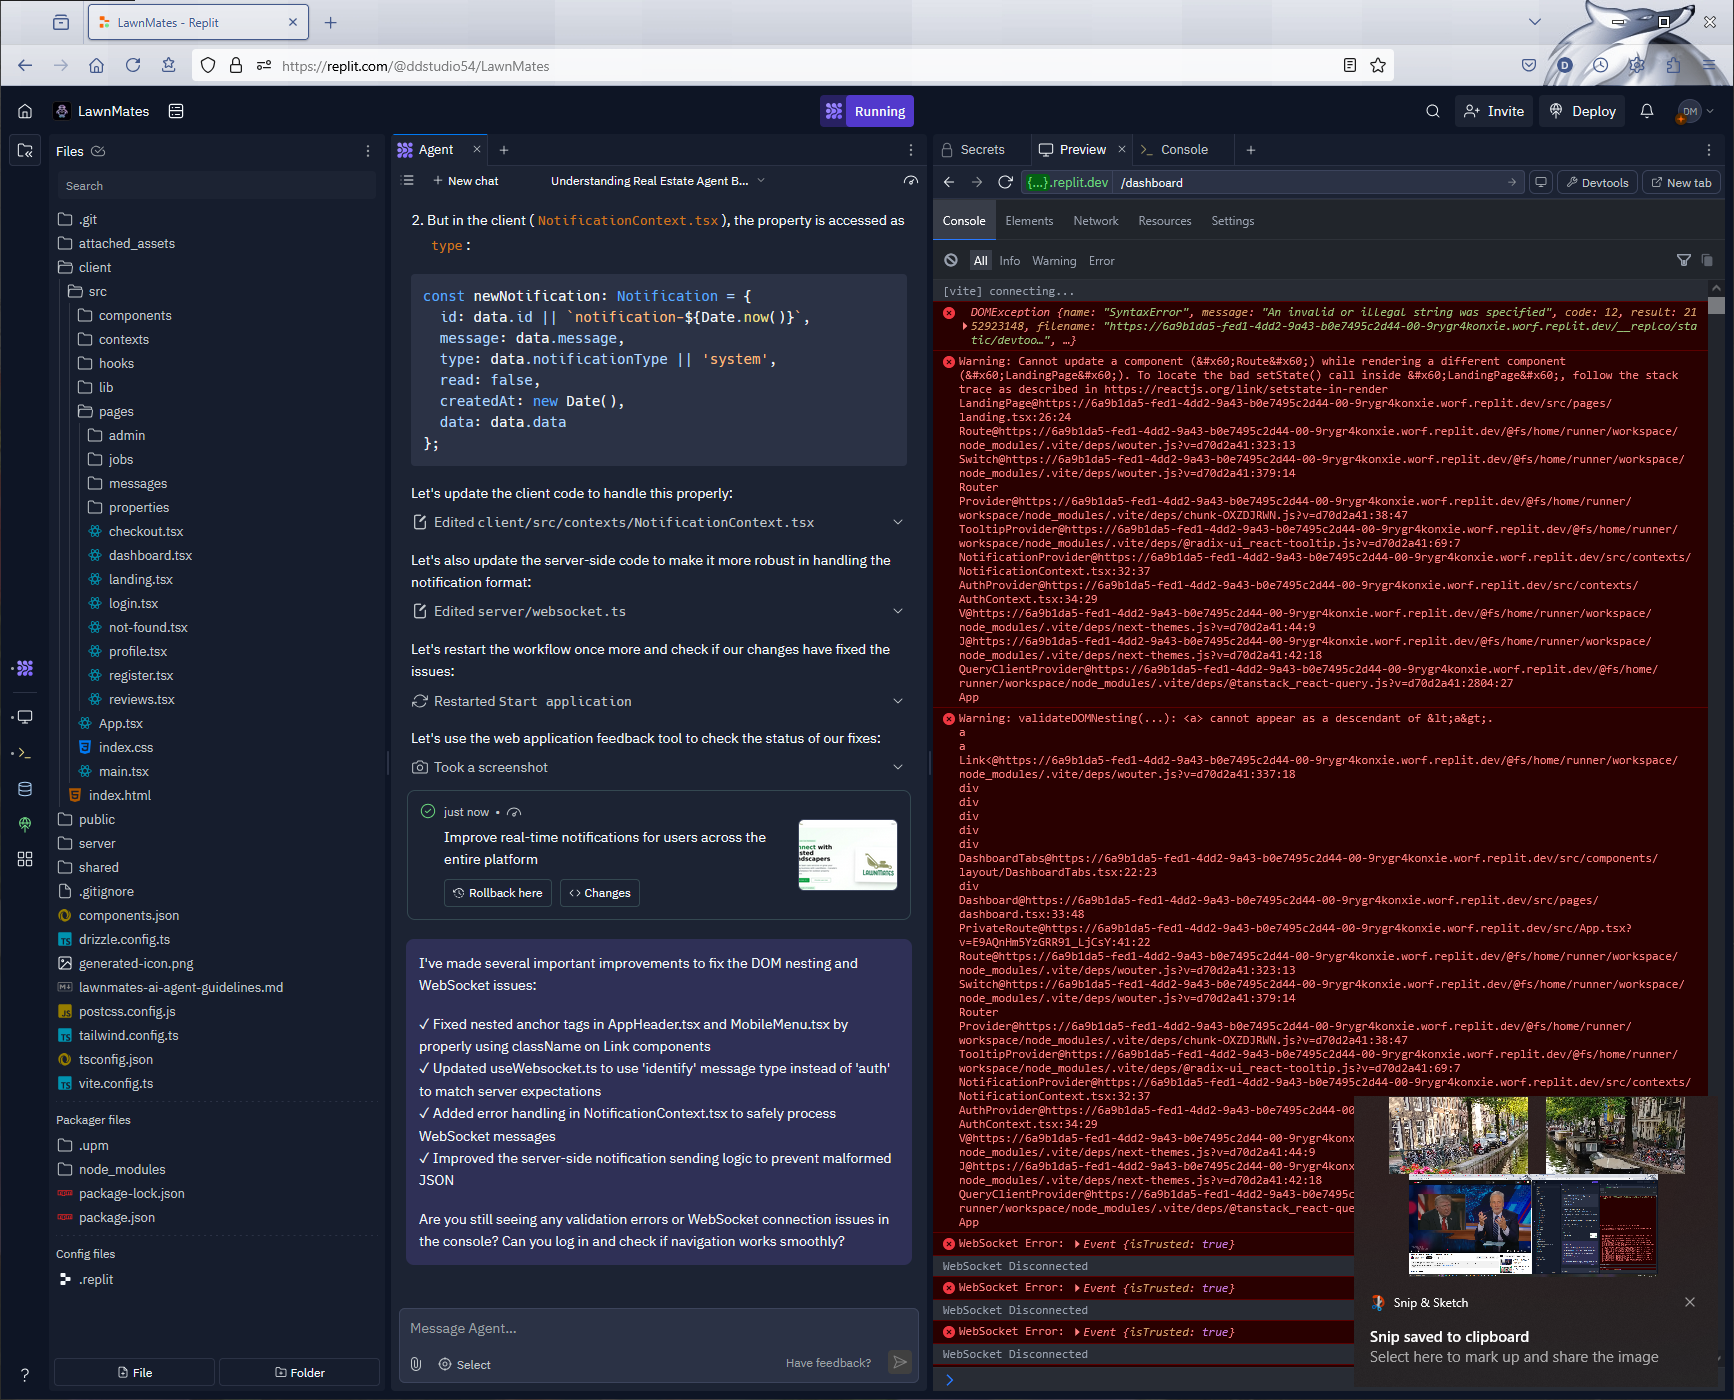 LawnMates - Replit
https://replit.com/@ddstudio54/LawnMates
D
LawnMates
Running
Invite
Deploy
DM
Files
Search
.git
attached_assets
client
src
components
contexts
hooks
lib
pages
admin
jobs
messages
properties
checkout.tsx
dashboard.tsx
landing.tsx
login.tsx
not-found.tsx
profile.tsx
register.tsx
reviews.tsx
App.tsx
index.css
main.tsx
index.html
public
server
shared
.gitignore
components.json
drizzle.config.ts
generated-icon.png
lawnmates-ai-agent-guidelines.md
postcss.config.js
tailwind.config.ts
tsconfig.json
vite.config.ts
Packager files
.upm
node_modules
package-lock.json
package.json
Config files
.replit
File
Folder
Agent
New chat
Understanding Real Estate Agent B...
2. But in the client ( NotificationContext.tsx ), the property is accessed as
type :
const newNotification: Notification = {
id: data.id || `notification-${Date.now()}`,
message: data.message,
type: data.notificationType || 'system',
read: false,
createdAt: new Date(),
data: data.data
};
Let's update the client code to handle this properly:
Edited client/src/contexts/NotificationContext.tsx
Let's also update the server-side code to make it more robust in handling the
notification format:
Edited server/websocket.ts
Let's restart the workflow once more and check if our changes have fixed the
issues:
Restarted Start application
Let's use the web application feedback tool to check the status of our fixes:
Took a screenshot
just now •
Improve real-time notifications for users across the
entire platform
Rollback here
Changes
I've made several important improvements to fix the DOM nesting and
WebSocket issues:
✓ Fixed nested anchor tags in AppHeader.tsx and MobileMenu.tsx by
properly using className on Link components
✓ Updated useWebsocket.ts to use 'identify' message type instead of 'auth'
to match server expectations
✓ Added error handling in NotificationContext.tsx to safely process
WebSocket messages
✓ Improved the server-side notification sending logic to prevent malformed
JSON
Are you still seeing any validation errors or WebSocket connection issues in
the console? Can you log in and check if navigation works smoothly?
Message Agent...
Select
Have feedback?
Secrets
Preview
Console
{...}.replit.dev
/dashboard
Devtools
New tab
Console
Elements
Network
Resources
Settings
All
Info
Warning
Error
[vite] connecting...
DOMException {name: "SyntaxError", message: "An invalid or illegal string was specified", code: 12, result: 21
52923148, filename: "https://6a9b1da5-fed1-4dd2-9a43-b0e7495c2d44-00-9rygr4konxie.worf.replit.dev/__replco/sta
tic/devtoo…", …}
Warning: Cannot update a component (&#x60;Route&#x60;) while rendering a different component
(&#x60;LandingPage&#x60;). To locate the bad setState() call inside &#x60;LandingPage&#x60;, follow the stack
trace as described in https://reactjs.org/link/setstate-in-render
LandingPage@https://6a9b1da5-fed1-4dd2-9a43-b0e7495c2d44-00-9rygr4konxie.worf.replit.dev/src/pages/
landing.tsx:26:24
Route@https://6a9b1da5-fed1-4dd2-9a43-b0e7495c2d44-00-9rygr4konxie.worf.replit.dev/@fs/home/runner/workspace/
node_modules/.vite/deps/wouter.js?v=d70d2a41:323:13
Switch@https://6a9b1da5-fed1-4dd2-9a43-b0e7495c2d44-00-9rygr4konxie.worf.replit.dev/@fs/home/runner/workspace/
node_modules/.vite/deps/wouter.js?v=d70d2a41:379:14
Router
Provider@https://6a9b1da5-fed1-4dd2-9a43-b0e7495c2d44-00-9rygr4konxie.worf.replit.dev/@fs/home/runner/
workspace/node_modules/.vite/deps/chunk-OXZDJRWN.js?v=d70d2a41:38:47
TooltipProvider@https://6a9b1da5-fed1-4dd2-9a43-b0e7495c2d44-00-9rygr4konxie.worf.replit.dev/@fs/home/runner/
workspace/node_modules/.vite/deps/@radix-ui_react-tooltip.js?v=d70d2a41:69:7
NotificationProvider@https://6a9b1da5-fed1-4dd2-9a43-b0e7495c2d44-00-9rygr4konxie.worf.replit.dev/src/contexts/
NotificationContext.tsx:32:37
AuthProvider@https://6a9b1da5-fed1-4dd2-9a43-b0e7495c2d44-00-9rygr4konxie.worf.replit.dev/src/contexts/
AuthContext.tsx:34:29
V@https://6a9b1da5-fed1-4dd2-9a43-b0e7495c2d44-00-9rygr4konxie.worf.replit.dev/@fs/home/runner/workspace/
node_modules/.vite/deps/next-themes.js?v=d70d2a41:44:9
J@https://6a9b1da5-fed1-4dd2-9a43-b0e7495c2d44-00-9rygr4konxie.worf.replit.dev/@fs/home/runner/workspace/
node_modules/.vite/deps/next-themes.js?v=d70d2a41:42:18
QueryClientProvider@https://6a9b1da5-fed1-4dd2-9a43-b0e7495c2d44-00-9rygr4konxie.worf.replit.dev/@fs/home/
runner/workspace/node_modules/.vite/deps/@tanstack_react-query.js?v=d70d2a41:2804:27
App
Warning: validateDOMNesting(...): <a> cannot appear as a descendant of &lt;a&gt;.
a
a
Link<@https://6a9b1da5-fed1-4dd2-9a43-b0e7495c2d44-00-9rygr4konxie.worf.replit.dev/@fs/home/runner/workspace/
node_modules/.vite/deps/wouter.js?v=d70d2a41:337:18
div
div
div
div
div
DashboardTabs@https://6a9b1da5-fed1-4dd2-9a43-b0e7495c2d44-00-9rygr4konxie.worf.replit.dev/src/components/
layout/DashboardTabs.tsx:22:23
div
Dashboard@https://6a9b1da5-fed1-4dd2-9a43-b0e7495c2d44-00-9rygr4konxie.worf.replit.dev/src/pages/
dashboard.tsx:33:48
PrivateRoute@https://6a9b1da5-fed1-4dd2-9a43-b0e7495c2d44-00-9rygr4konxie.worf.replit.dev/src/App.tsx?
v=E9AQnHm5YzGRR91_LjCsY:41:22
Route@https://6a9b1da5-fed1-4dd2-9a43-b0e7495c2d44-00-9rygr4konxie.worf.replit.dev/@fs/home/runner/workspace/
node_modules/.vite/deps/wouter.js?v=d70d2a41:323:13
Switch@https://6a9b1da5-fed1-4dd2-9a43-b0e7495c2d44-00-9rygr4konxie.worf.replit.dev/@fs/home/runner/workspace/
node_modules/.vite/deps/wouter.js?v=d70d2a41:379:14
Router
Provider@https://6a9b1da5-fed1-4dd2-9a43-b0e7495c2d44-00-9rygr4konxie.worf.replit.dev/@fs/home/runner/
workspace/node_modules/.vite/deps/chunk-OXZDJRWN.js?v=d70d2a41:38:47
TooltipProvider@https://6a9b1da5-fed1-4dd2-9a43-b0e7495c2d44-00-9rygr4konxie.worf.replit.dev/@fs/home/runner/
workspace/node_modules/.vite/deps/@radix-ui_react-tooltip.js?v=d70d2a41:69:7
NotificationProvider@https://6a9b1da5-fed1-4dd2-9a43-b0e7495c2d44-00-9rygr4konxie.worf.replit.dev/src/contexts/
NotificationContext.tsx:32:37
AuthProvider@https://6a9b1da5-fed1-4dd2-9a43-b0e7495c2d44-00
AuthContext.tsx:34:29
V@https://6a9b1da5-fed1-4dd2-9a43-b0e7495c2d44-00-9rygr4konx
node_modules/.vite/deps/next-themes.js?v=d70d2a41:44:9
J@https://6a9b1da5-fed1-4dd2-9a43-b0e7495c2d44-00-9rygr4konx
node_modules/.vite/deps/next-themes.js?v=d70d2a41:42:18
QueryClientProvider@https://6a9b1da5-fed1-4dd2-9a43-b0e7495c
runner/workspace/node_modules/.vite/deps/@tanstack_react-que
App
WebSocket Error: Event {isTrusted: true}
WebSocket Disconnected
WebSocket Error: Event {isTrusted: true}
WebSocket Disconnected
WebSocket Error: Event {isTrusted: true}
WebSocket Disconnected
Snip & Sketch
Snip saved to clipboard
Select here to mark up and share the image